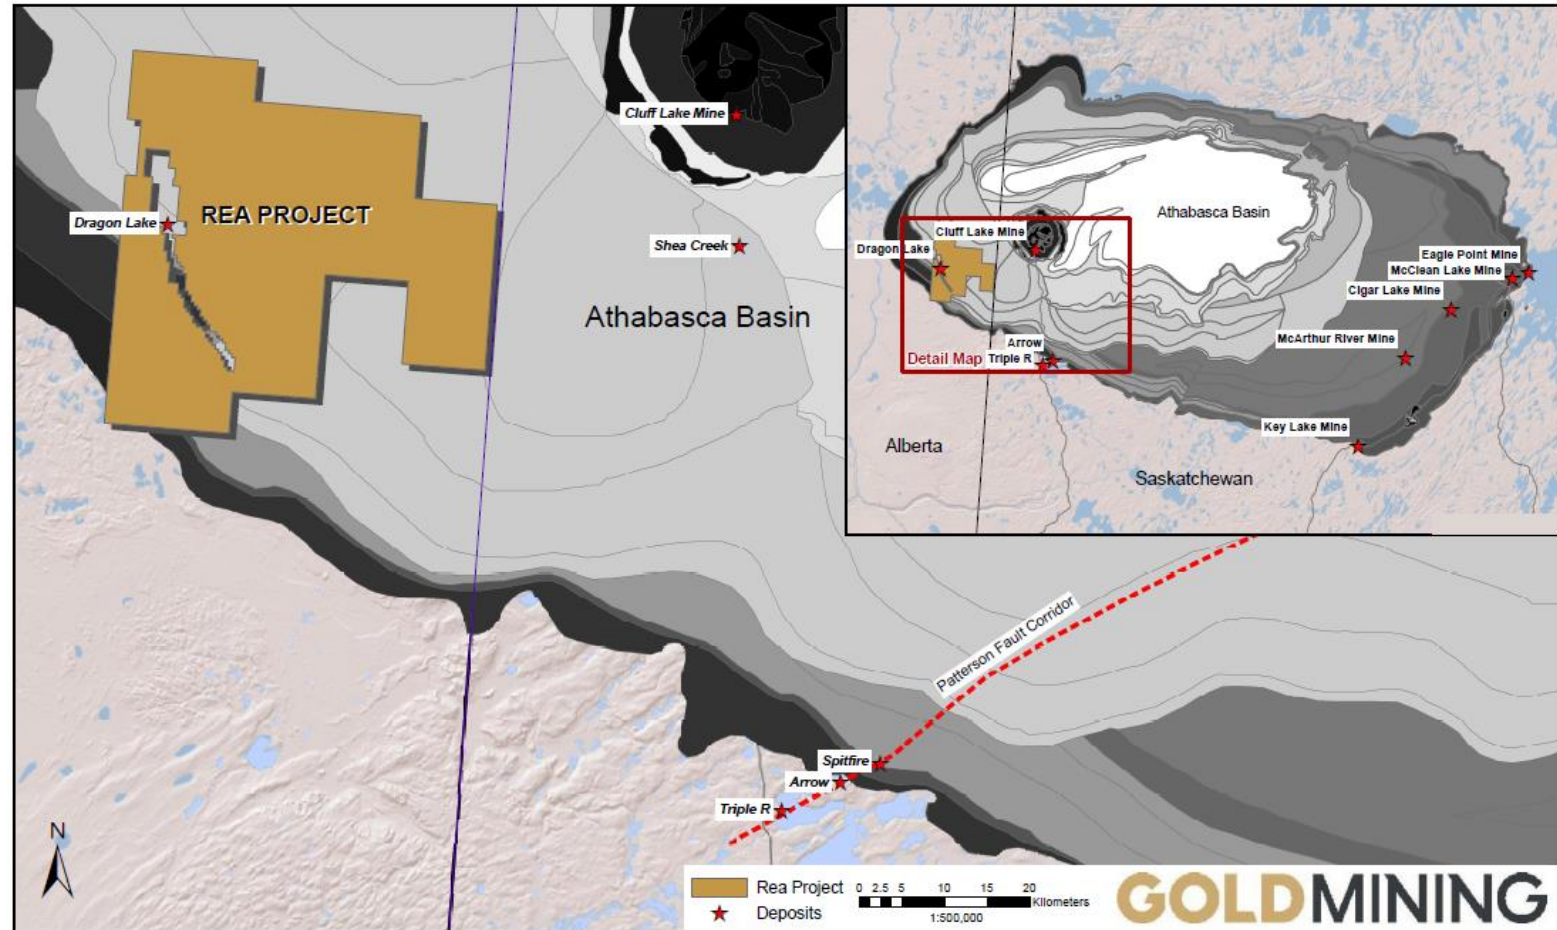 Cluff Lake Mine
Dragon Lake
REA PROJECT
Shea Creek
Athabasca Basin
Patterson Fault Corridor
Spitfire
Arrow
Triple R
N
Athabasca Basin
Cluff Lake Mine
Dragon Lake
Eagle Point Mine
McClean Lake Mine
Cigar Lake Mine
McArthur River Mine
Arrow
Triple R
Detail Map
Key Lake Mine
Alberta
Saskatchewan
Rea Project
Deposits
0 2.5 5 10 15 20
Kilometers
1:500,000
GOLDMINING